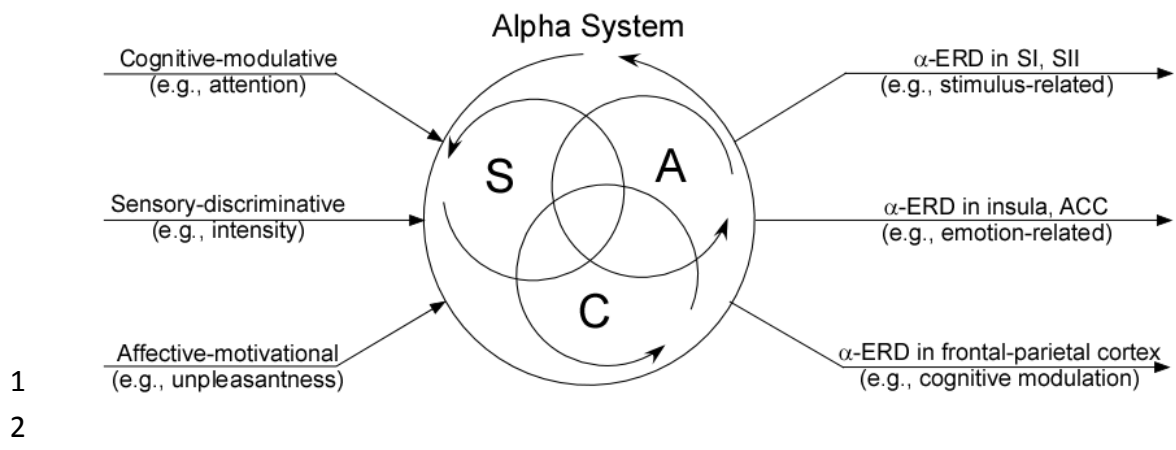 Alpha System
Cognitive-modulative
(e.g., attention)
Sensory-discriminative
(e.g., intensity)
Affective-motivational
(e.g., unpleasantness)
S
A
C
α-ERD in SI, SII
(e.g., stimulus-related)
α-ERD in insula, ACC
(e.g., emotion-related)
α-ERD in frontal-parietal cortex
(e.g., cognitive modulation)
1
2